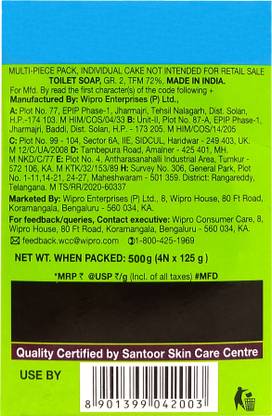 MULTI-PIECE PACK, INDIVIDUAL CAKE NOT INTENDED FOR RETAIL SALE
TOILET SOAP, GR. 2, TFM 72%, MADE IN INDIA.
For Mfd. By read the first character(s) of the code following +
Manufactured By: Wipro Enterprises (P) Ltd.,
A: Plot No. 77, EPIP Phase-1, Jharmajri, Tehsil Nalagarh, Dist. Solan,
H.P.-174 103. M HIM/COS/04/33 B: Unit-II, Plot No. 87-A, EPIP Phase-1,
Jharmajri, Baddi, Dist. Solan, H.P. - 173 205. M HIM/COS/14/205
C: Plot No. 99 - 104, Sector 6A, IIE, SIDCUL, Haridwar - 249 403, UK.
M 12/C/UA/2008 D: Tambepura Road, Amalner - 425 401, MH.
M NKD/C/77 E: Plot No. 4, Antharasanahalli Industrial Area, Tumkur -
572 106, KA. M KTK/32/153/89 H: Survey No. 306, General Park, Plot
No. 1-11,14-21, 24-27, Maheshwaram - 501 359. District: Rangareddy,
Telangana. M TS/RR/2020-60337
Marketed By: Wipro Enterprises (P) Ltd., 8, Wipro House, 80 Ft Road,
Koramangala, Bengaluru - 560 034, KA.
For feedback/queries, Contact executive: Wipro Consumer Care, 8,
Wipro House, 80 Ft Road, Koramangala, Bengaluru - 560 034, KA.
feedback.wcc@wipro.com 1-800-425-1969
NET WT. WHEN PACKED: 500g (4N x 125 g)
*MRP ₹ @USP ₹/g (Incl. of all taxes) #MFD
Quality Certified by Santoor Skin Care Centre
USE BY
8 901399 042003